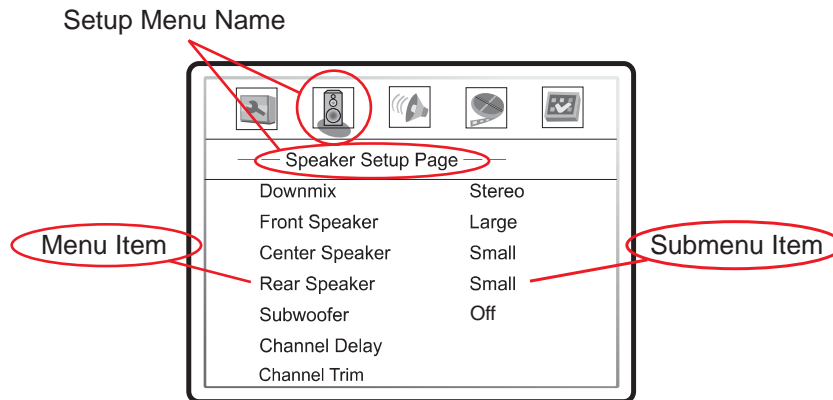 Setup Menu Name
Speaker Setup Page
Downmix Stereo
Front Speaker Large
Center Speaker Small
Rear Speaker Small
Subwoofer Off
Channel Delay
Channel Trim
Menu Item
Submenu Item